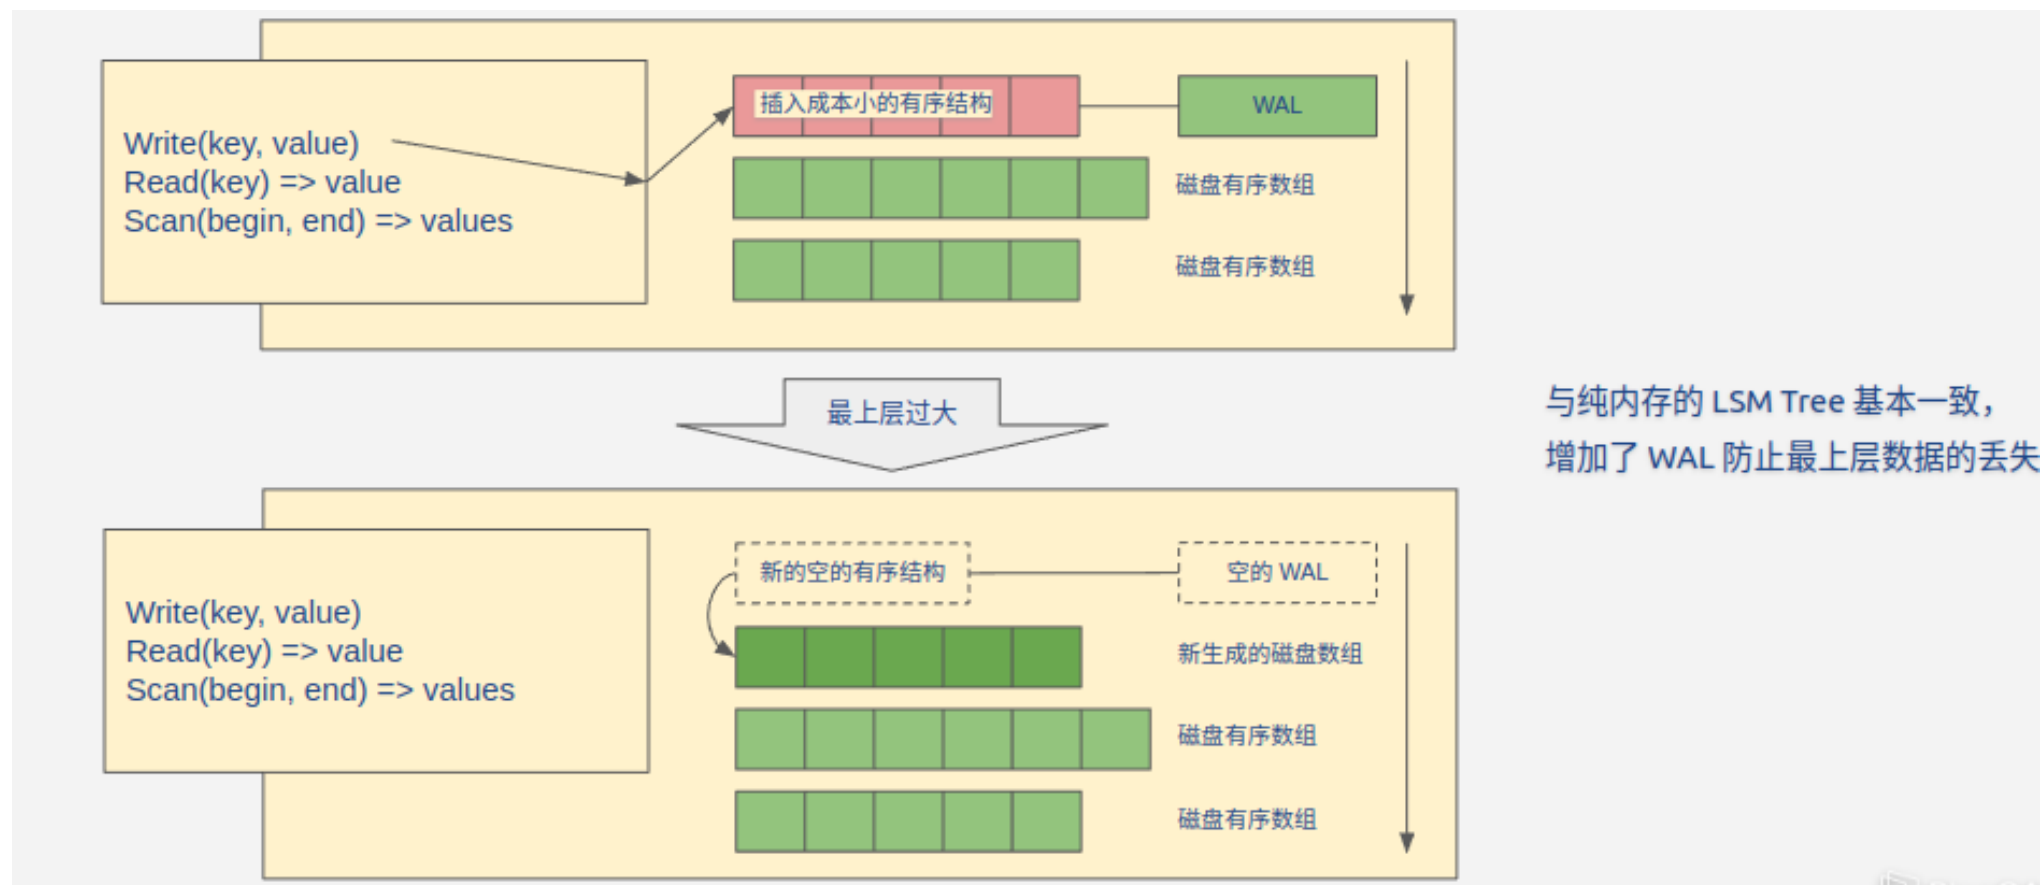 插入成本小的有序结构
WAL
Write(key, value)
Read(key) => value
Scan(begin, end) => values
磁盘有序数组
磁盘有序数组
最上层过大
与纯内存的 LSM Tree 基本一致，
增加了 WAL 防止最上层数据的丢失
新的空的有序结构
空的 WAL
Write(key, value)
Read(key) => value
Scan(begin, end) => values
新生成的磁盘数组
磁盘有序数组
磁盘有序数组